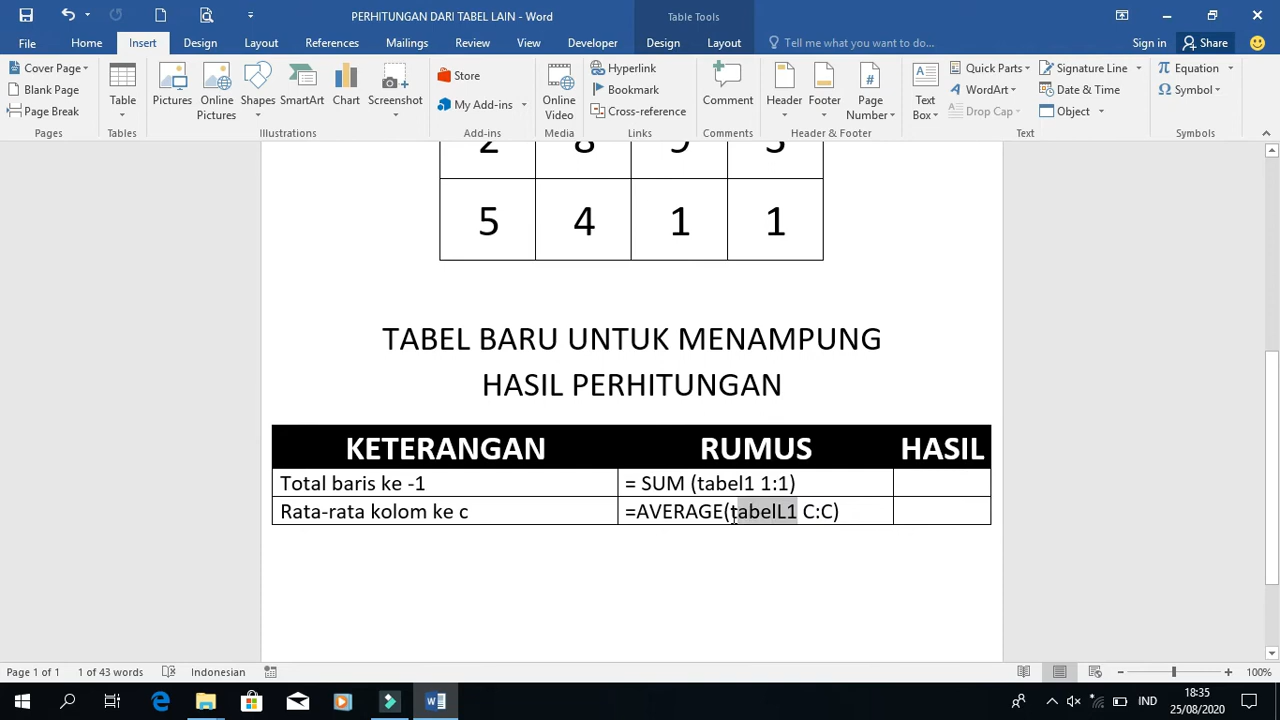 PERHITUNGAN DARI TABEL LAIN - Word
Table Tools
File Home Insert Design Layout References Mailings Review View Developer Design Layout Tell me what you want to do... Sign in Share
Cover Page
Blank Page
Page Break
Pages
Table
Tables
Pictures
Online Pictures
Shapes
SmartArt
Chart
Screenshot
Illustrations
Store
My Add-ins
Add-ins
Online Video
Media
Hyperlink
Bookmark
Cross-reference
Links
Comment
Comments
Header
Footer
Page Number
Header & Footer
Text Box
Quick Parts
WordArt
Drop Cap
Signature Line
Date & Time
Object
Text
Equation
Symbol
Symbols
2 8 9
5 4 1 1
TABEL BARU UNTUK MENAMPUNG
HASIL PERHITUNGAN
KETERANGAN RUMUS HASIL
Total baris ke -1 = SUM (tabel1 1:1)
Rata-rata kolom ke c =AVERAGE(tabelL1 C:C)
Page 1 of 1 1 of 43 words Indonesian 100%
IND
18:35
25/08/2020